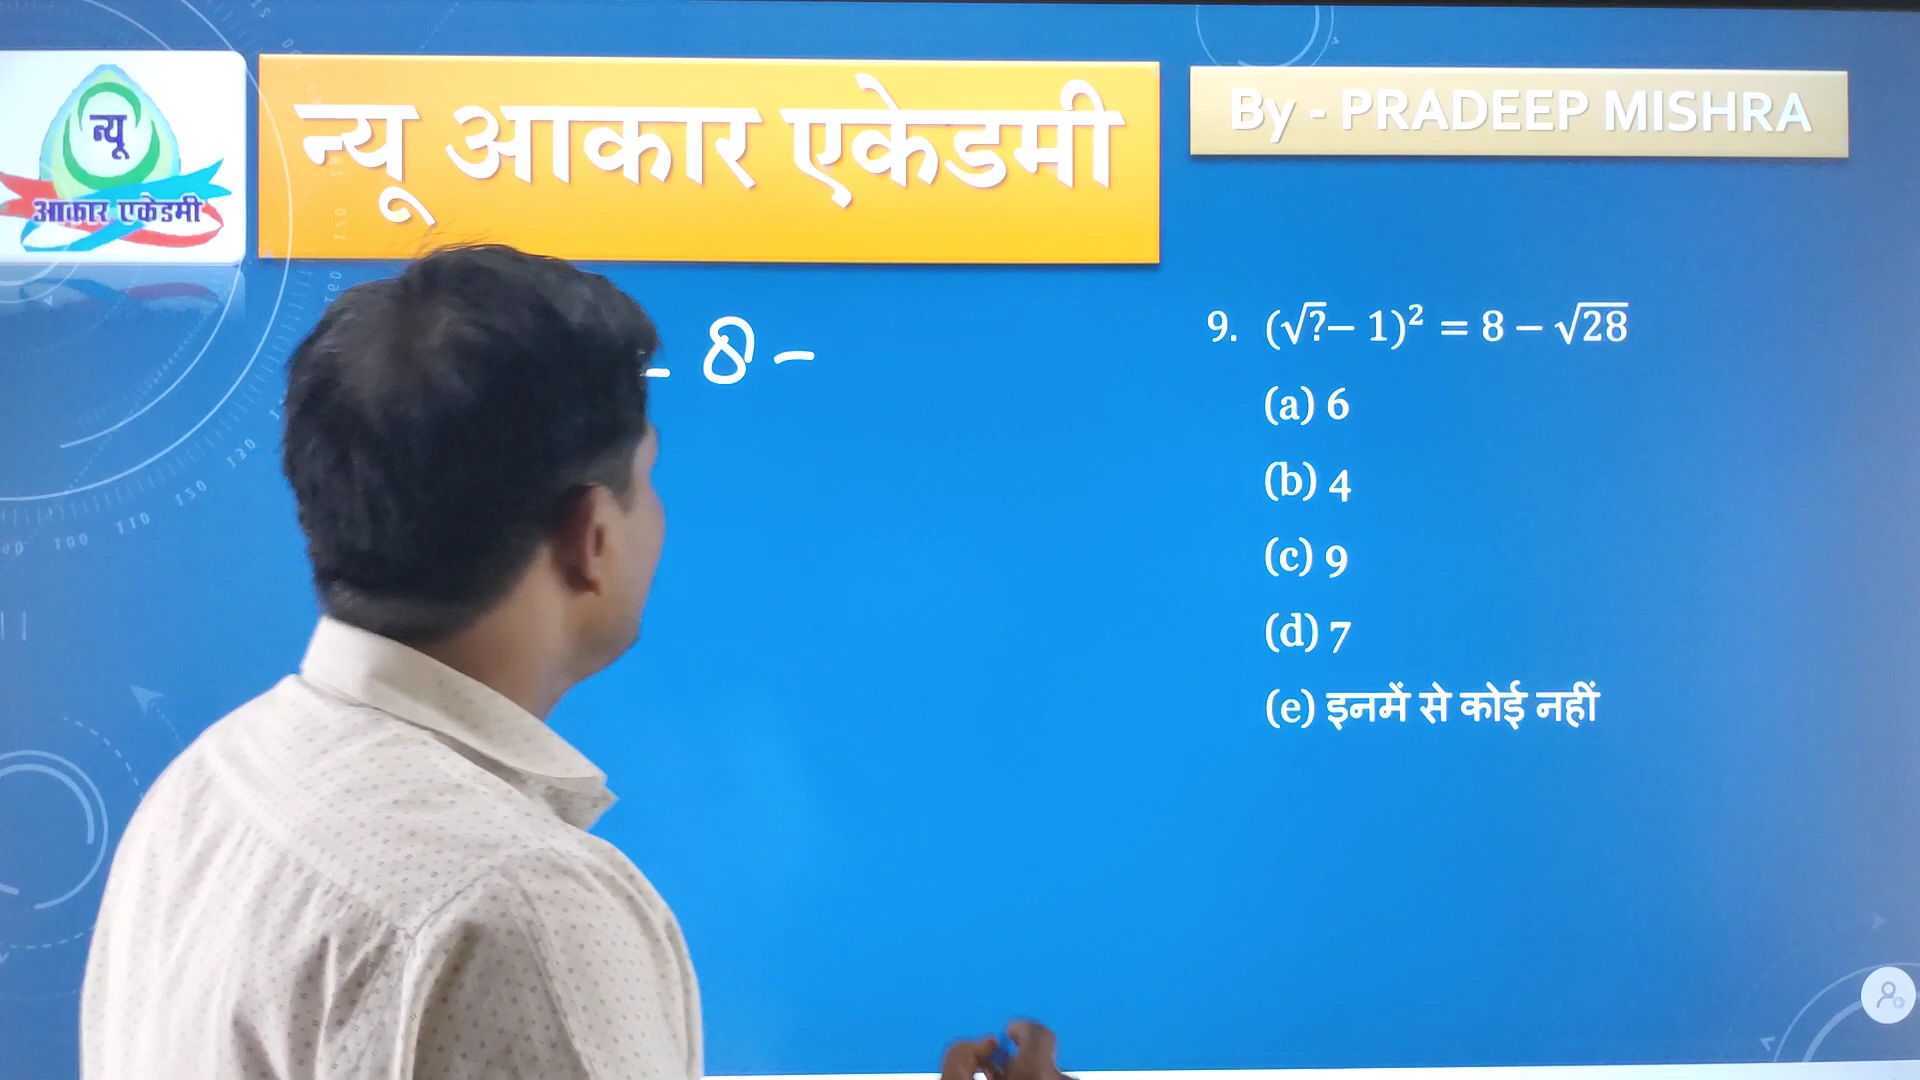 न्यू
आकार एकेडमी
न्यू आकार एकेडमी
By - PRADEEP MISHRA
8 -
9. (√?– 1)² = 8 – √28
(a) 6
(b) 4
(c) 9
(d) 7
(e) इनमें से कोई नहीं